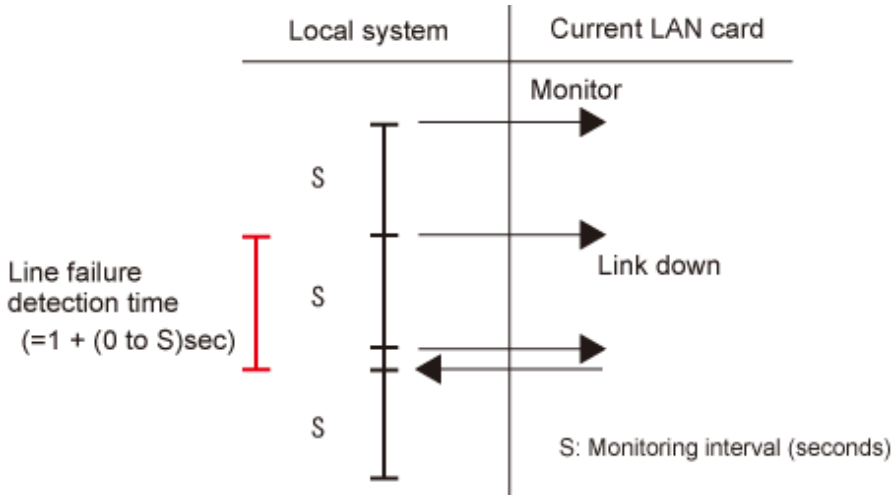 Local system
Current LAN card
Monitor
S
Line failure
detection time
(=1 + (0 to S)sec)
S
Link down
S
S: Monitoring interval (seconds)